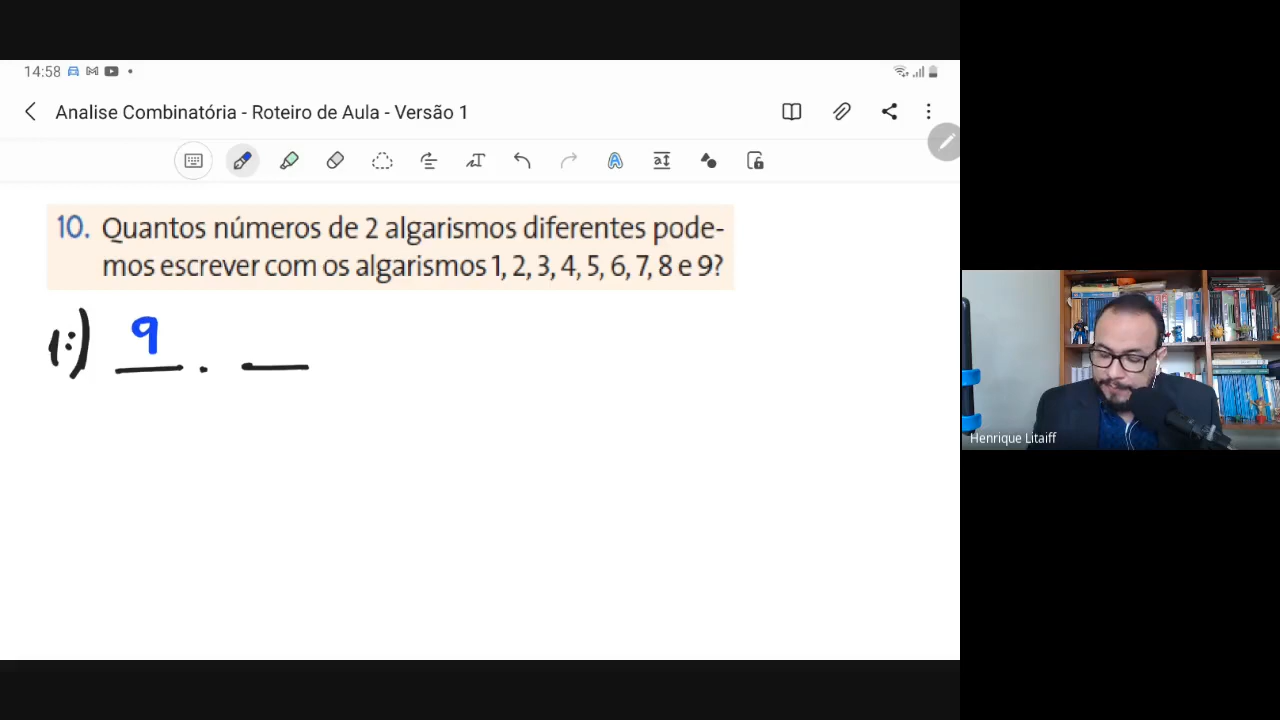 14:58
Analise Combinatória - Roteiro de Aula - Versão 1
10. Quantos números de 2 algarismos diferentes pode-
mos escrever com os algarismos 1, 2, 3, 4, 5, 6, 7, 8 e 9?
1:) 9 .
Henrique Litaiff